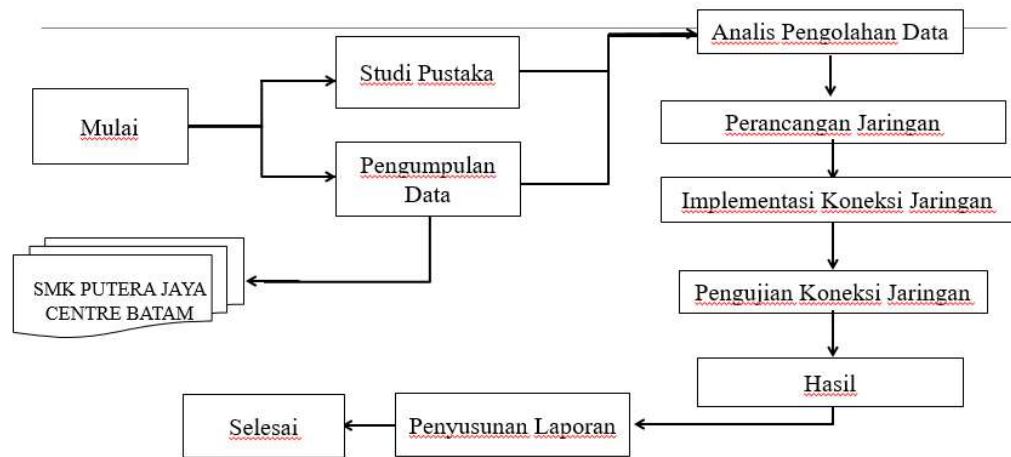 Mulai
Studi Pustaka
Pengumpulan
Data
SMK PUTERA JAYA
CENTRE BATAM
Analis Pengolahan Data
Perancangan Jaringan
Implementasi Koneksi Jaringan
Pengujian Koneksi Jaringan
Hasil
Penyusunan Laporan
Selesai